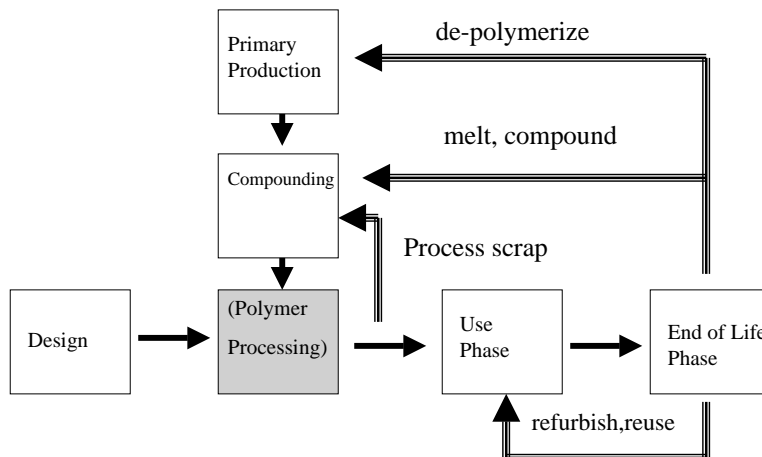 de-polymerize
Primary
Production
melt, compound
Compounding
Process scrap
(Polymer
Processing)
Design
Use
Phase
End of Life
Phase
refurbish,reuse